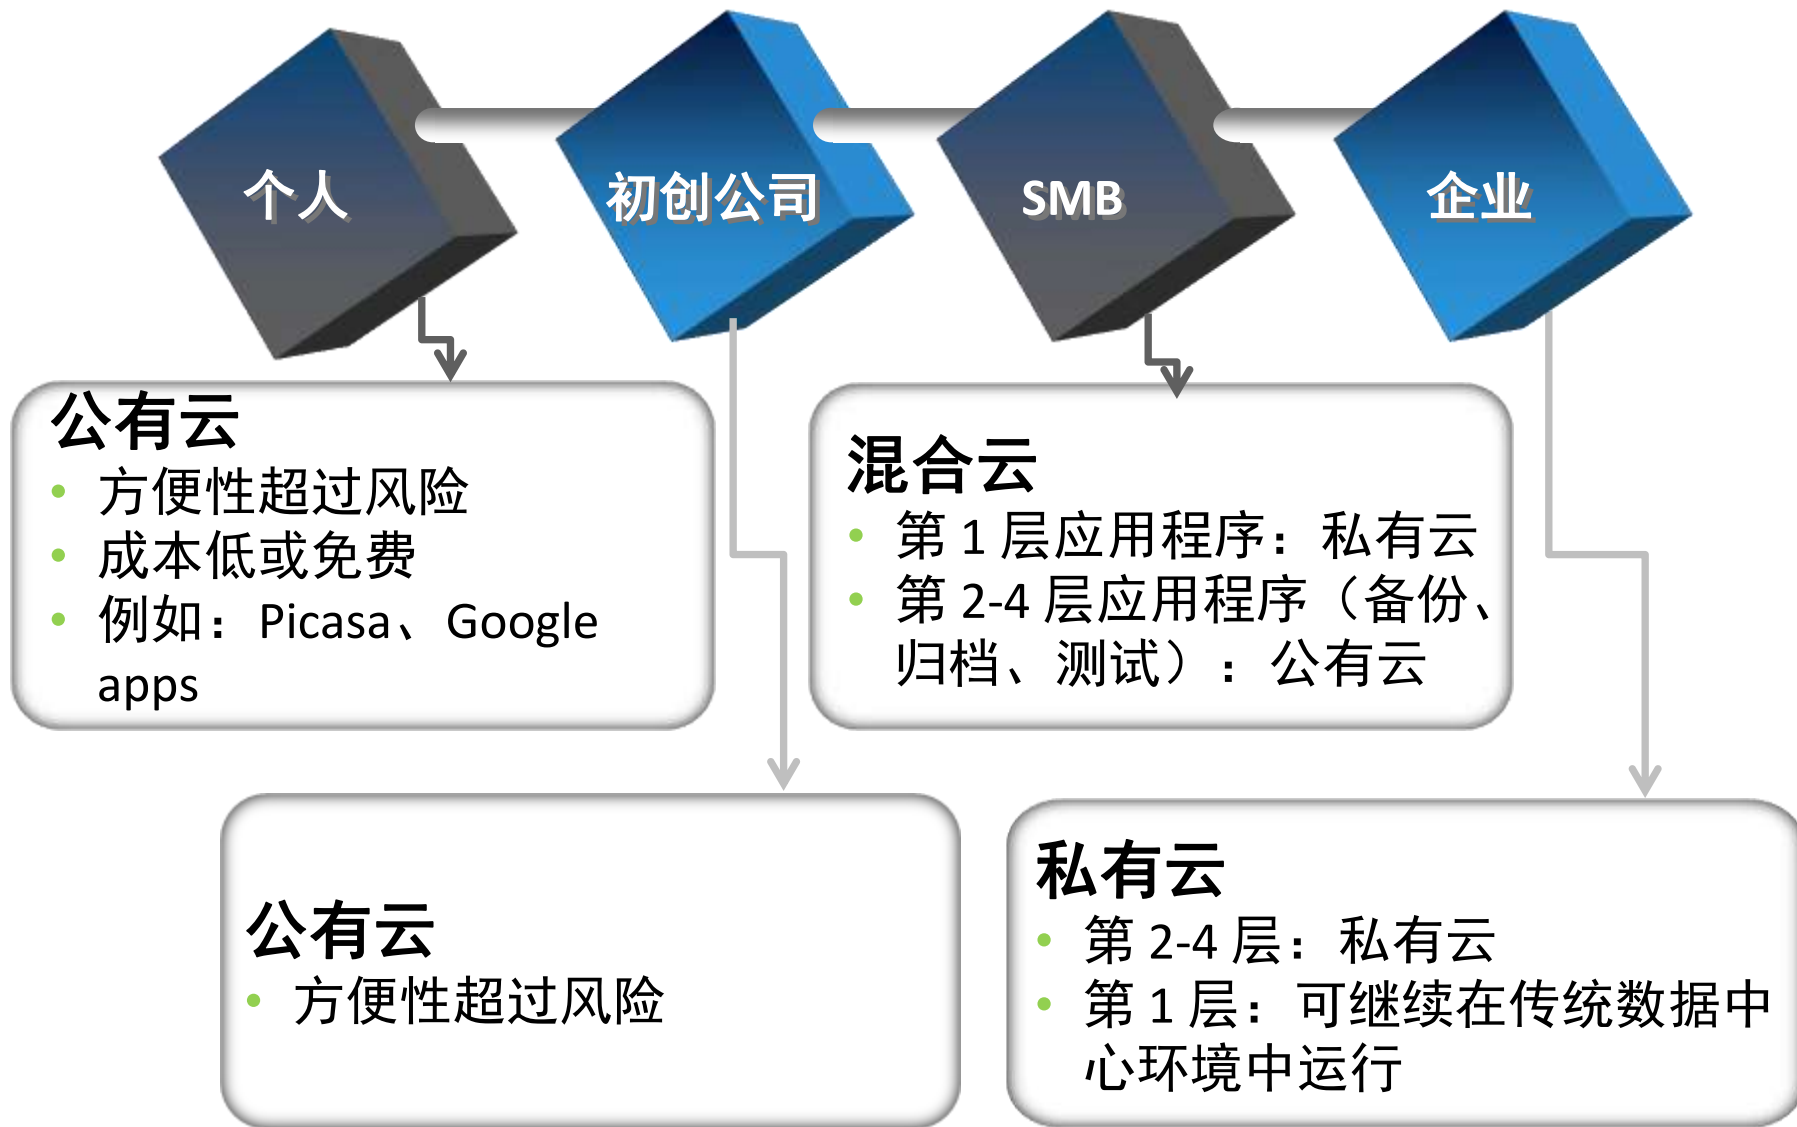 个人
初创公司
SMB
企业
公有云
• 方便性超过风险
• 成本低或免费
• 例如：Picasa、Google
apps
混合云
• 第 1 层应用程序：私有云
• 第 2-4 层应用程序（备份、
归档、测试）：公有云
公有云
• 方便性超过风险
私有云
• 第 2-4 层：私有云
• 第 1 层：可继续在传统数据中
心环境中运行